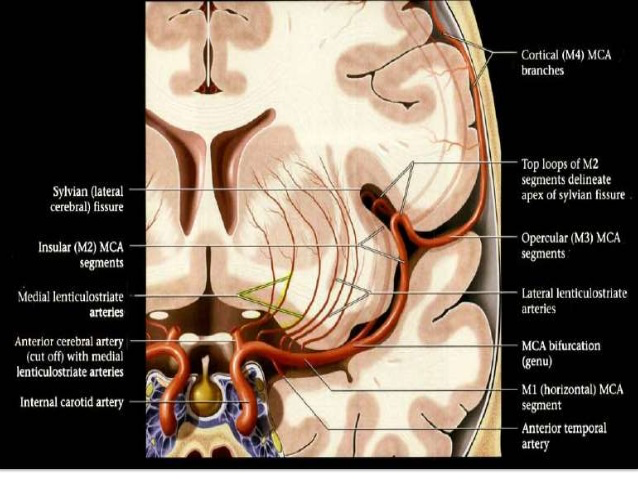 Cortical (M4) MCA
branches
Sylvian (lateral
cerebral) fissure
Top loops of M2
segments delineate
apex of sylvian fissure
Insular (M2) MCA
segments
Opercular (M3) MCA
segments
Medial lenticulostriate
arteries
Lateral lenticulostriate
arteries
Anterior cerebral artery
(cut off) with medial
lenticulostriate arteries
MCA bifurcation
(genu)
Internal carotid artery
M1 (horizontal) MCA
segment
Anterior temporal
artery